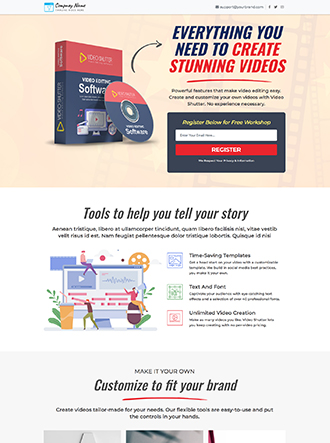 Company Name
support@yourbrand.com
EVERYTHING YOU
NEED TO CREATE
STUNNING VIDEOS
Powerful features that make video editing easy.
Create and customize your own videos with Video
Shutter. No experience necessary.
VIDEO SHUTTER
VIDEO EDITING
Software
VIDEO SHUTTER
VIDEO EDITING
Software
Register Below for Free Workshop
Enter Your Email Here...
REGISTER
We Respect Your Privacy & Information
Tools to help you tell your story
Aenean tristique, libero at ullamcorper tincidunt, quam libero facilisis nisi, vitae vestib
velit risus id est. Nam feugiat pellentesque dolor tristique lobortis. Quisque id nisi
Time-Saving Templates
Get a head start on your video with a customizable
template. We build in social media best practices,
you make it your own.
Text And Font
Captivate your audience with eye catching text
effects and a selection of over 40 professional fonts.
Unlimited Video Creation
Make as many videos you like. Video Shutter lets
you keep creating with no per-video pricing.
MAKE IT YOUR OWN
Customize to fit your brand
Create videos tailor-made for your needs. Our flexible tools are easy-to-use and put
the controls in your hands.